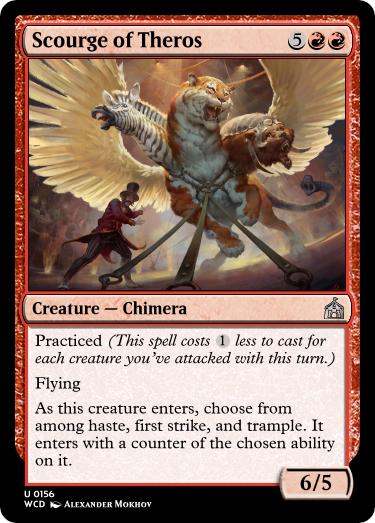 Scourge of Theros 5
Creature — Chimera
Practiced (This spell costs 1 less to cast for
each creature you've attacked with this turn.)
Flying
As this creature enters, choose from
among haste, first strike, and trample. It
enters with a counter of the chosen ability
on it.
6/5
U 0156
WCD Alexander Mokhov